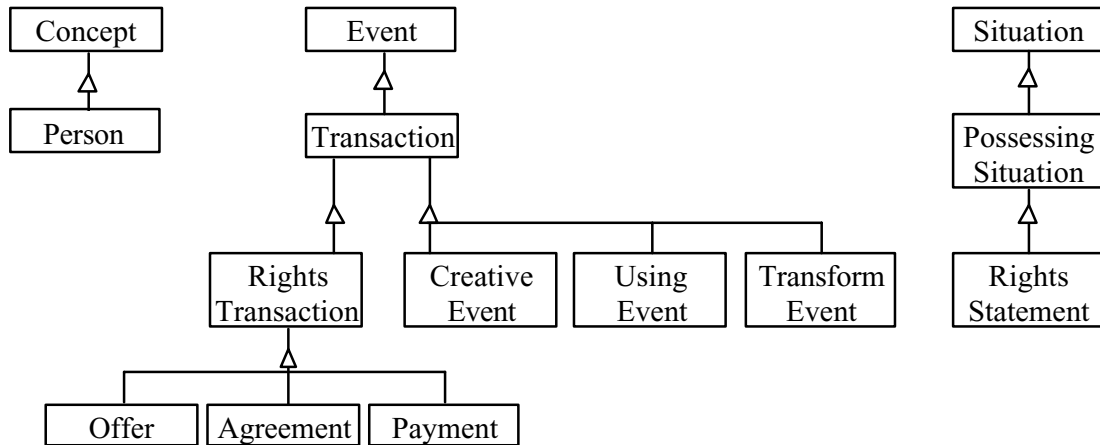 Concept
Event
Situation
Person
Transaction
Possessing
Situation
Rights
Transaction
Creative
Event
Using
Event
Transform
Event
Rights
Statement
Offer
Agreement
Payment